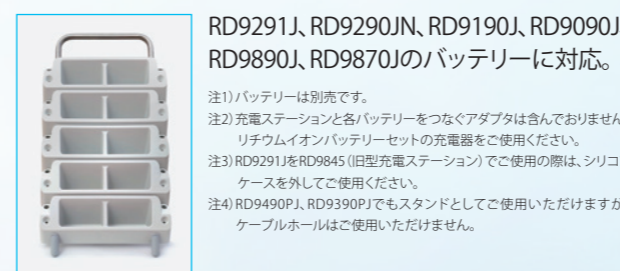 RD9291J、RD9290JN、RD9190J、RD9090J
RD9890J、RD9870Jのバッテリーに対応。
注1）バッテリーは別売です。
注2）充電ステーションと各バッテリーをつなぐアダプタは含んでおりません
リチウムイオンバッテリーセットの充電器をご使用ください。
注3）RD9291JをRD9845（旧型充電ステーション）でご使用の際は、シリコ
ケースを外してご使用ください。
注4）RD9490PJ、RD9390PJでもスタンドとしてご使用いただけますが
ケーブルホールはご使用いただけません。